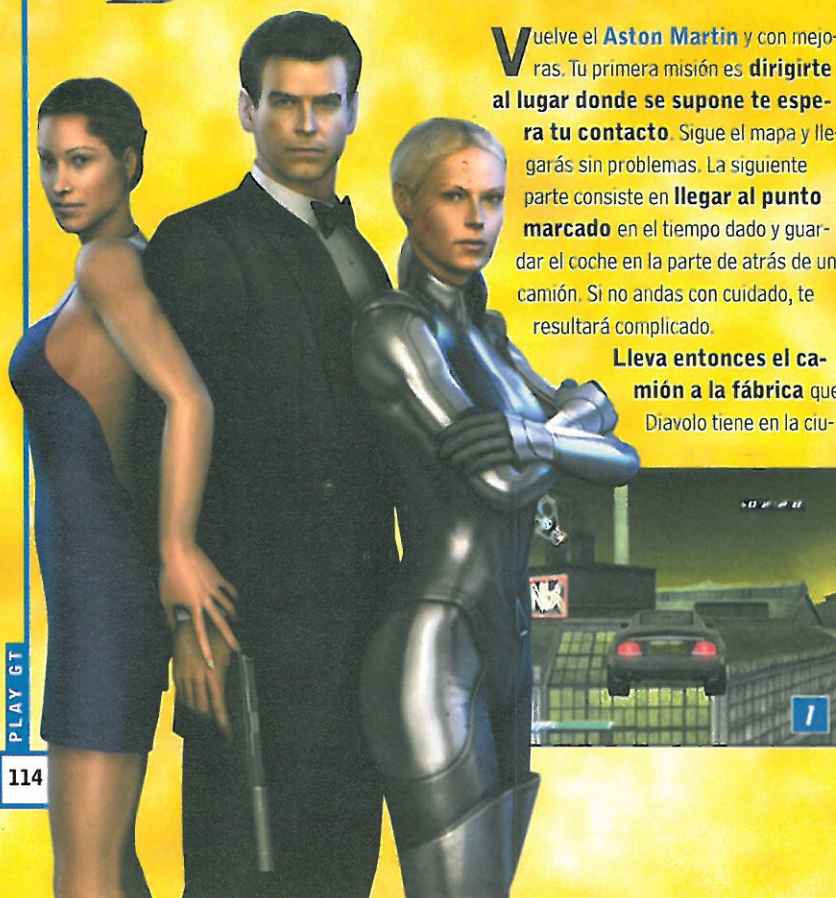 Vuelve el Aston Martin y con mejo-
ras. Tu primera misión es dirigirte
al lugar donde se supone te espe-
ra tu contacto. Sigue el mapa y lle-
garás sin problemas. La siguiente
parte consiste en llegar al punto
marcado en el tiempo dado y guar-
dar el coche en la parte de atrás de un
camión. Si no andas con cuidado, te
resultará complicado.
Lleva entonces el ca-
mión a la fábrica que
Diavolo tiene en la ciu-
1
PLAY GT
114